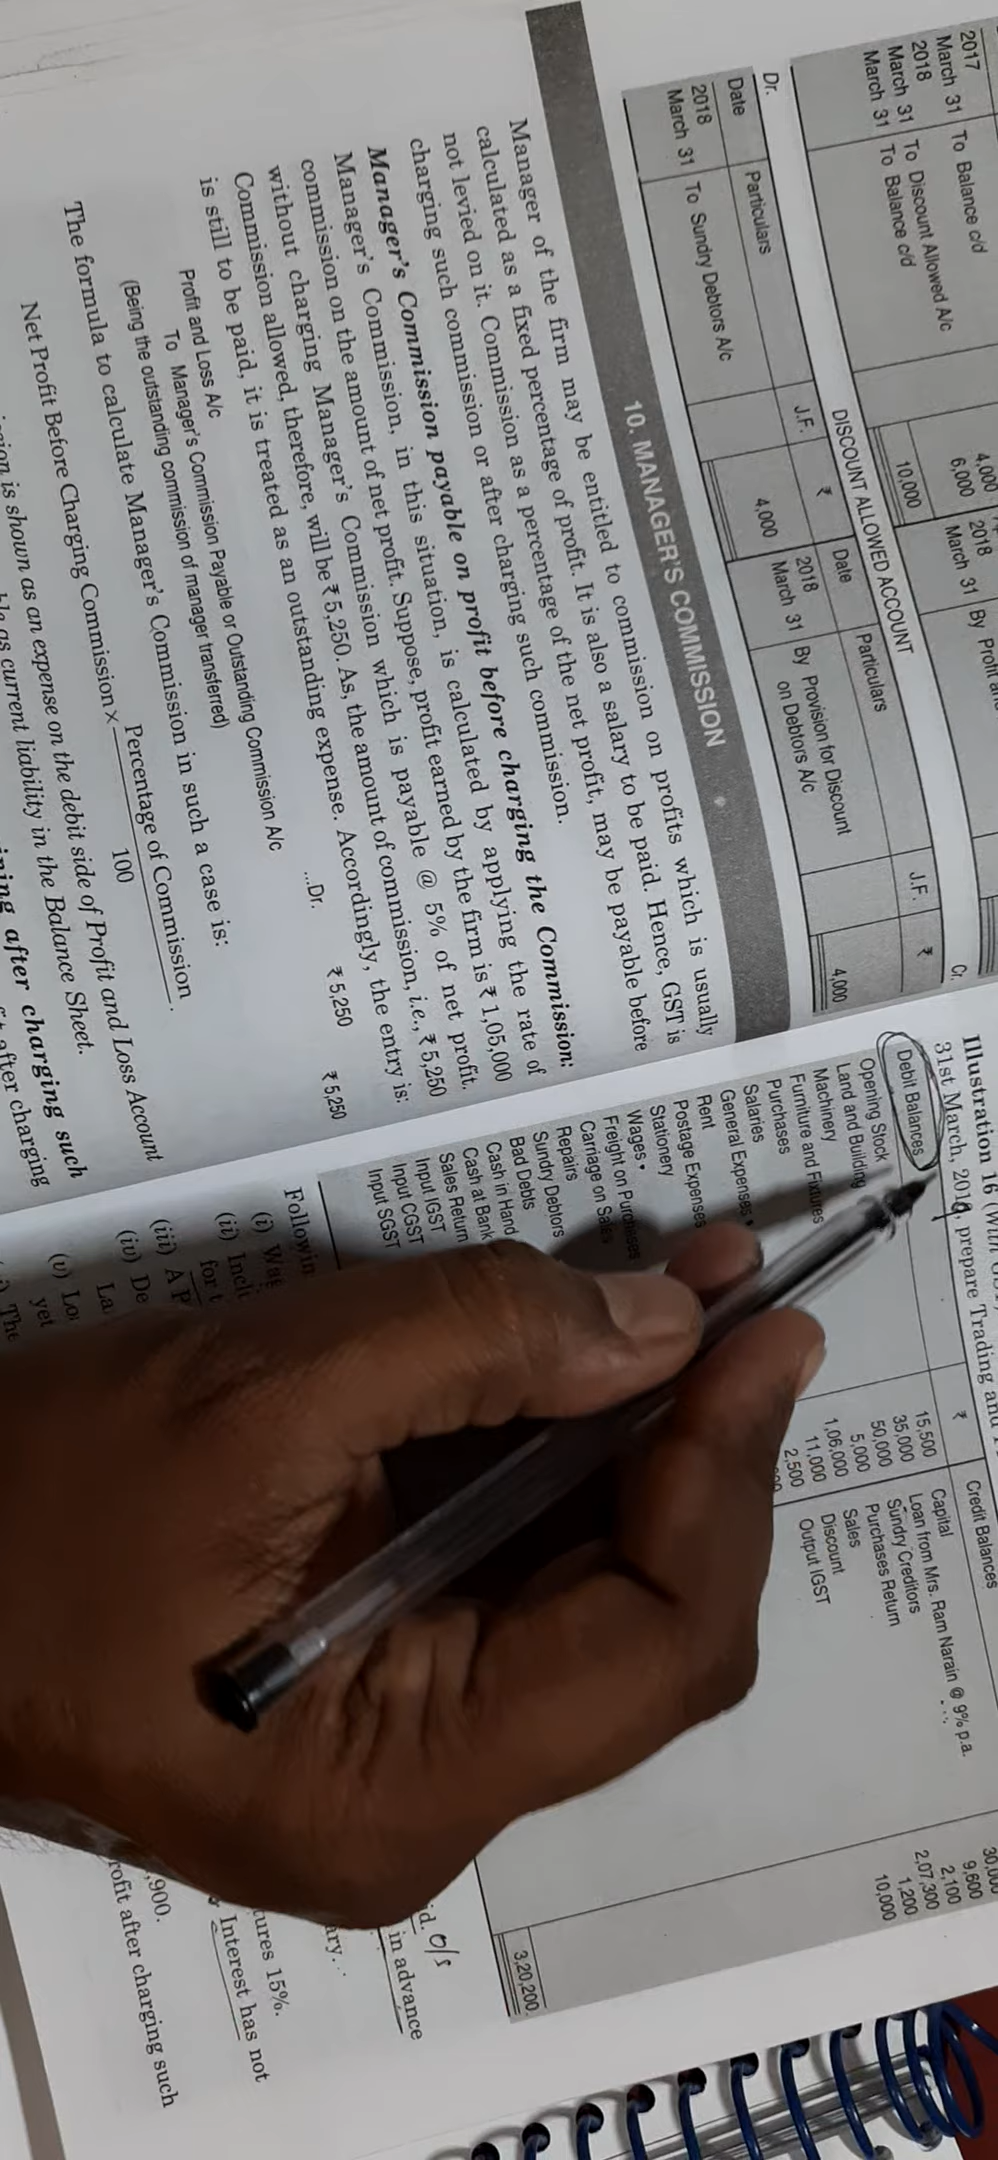 2017
March 31 To Balance c/d 4,000 2018
2018 6,000 March 31 By Profit
March 31 To Discount Allowed A/c
March 31 To Balance c/d 10,000
DISCOUNT ALLOWED ACCOUNT
Dr. Cr.
Date Particulars J.F. ₹ Date Particulars J.F. ₹
2018 2018
March 31 To Sundry Debtors A/c 4,000 March 31 By Provision for Discount
on Debtors A/c 4,000
10. MANAGER'S COMMISSION
Manager of the firm may be entitled to commission on profits which is usually
calculated as a fixed percentage of profit. It is also a salary to be paid. Hence, GST is
not levied on it. Commission as a percentage of the net profit, may be payable before
charging such commission or after charging such commission.
Manager's Commission payable on profit before charging the Commission:
Manager's Commission, in this situation, is calculated by applying the rate of
commission on the amount of net profit. Suppose, profit earned by the firm is ₹ 1,05,000
without charging Manager's Commission which is payable @ 5% of net profit.
Commission allowed, therefore, will be ₹ 5,250. As, the amount of commission, i.e., ₹ 5,250
is still to be paid, it is treated as an outstanding expense. Accordingly, the entry is:
Profit and Loss A/c ...Dr. ₹ 5,250
To Manager's Commission Payable or Outstanding Commission A/c ₹ 5,250
(Being the outstanding commission of manager transferred)
The formula to calculate Manager's Commission in such a case is:
Net Profit Before Charging Commission × Percentage of Commission
100 .
is shown as an expense on the debit side of Profit and Loss Account
as current liability in the Balance Sheet.
after charging such
after charging
Illustration 16
31st March, 2018, prepare Trading and
Debit Balances ₹ Credit Balances
Opening Stock 15,500 Capital 30,000
Land and Building 35,000 Loan from Mrs. Ram Narain @ 9% p.a. 9,600
Machinery 50,000 Sundry Creditors 2,100
Furniture and Fixtures 5,000 Purchases Return 2,07,300
Purchases 1,06,000 Sales 1,200
Salaries 11,000 Discount 10,000
General Expenses 2,500 Output IGST
Rent
Postage Expenses
Stationery
Wages
Freight on Purchases
Carriage on Sales
Repairs
Sundry Debtors
Bad Debts
Cash in Hand
Cash at Bank
Sales Return
Input IGST
Input CGST
Input SGST
3,20,200
(i)
o/s
(ii) in advance
for
(iii)
(iv)
tures 15%.
(v) Interest has not
yet
,900.
rofit after charging such